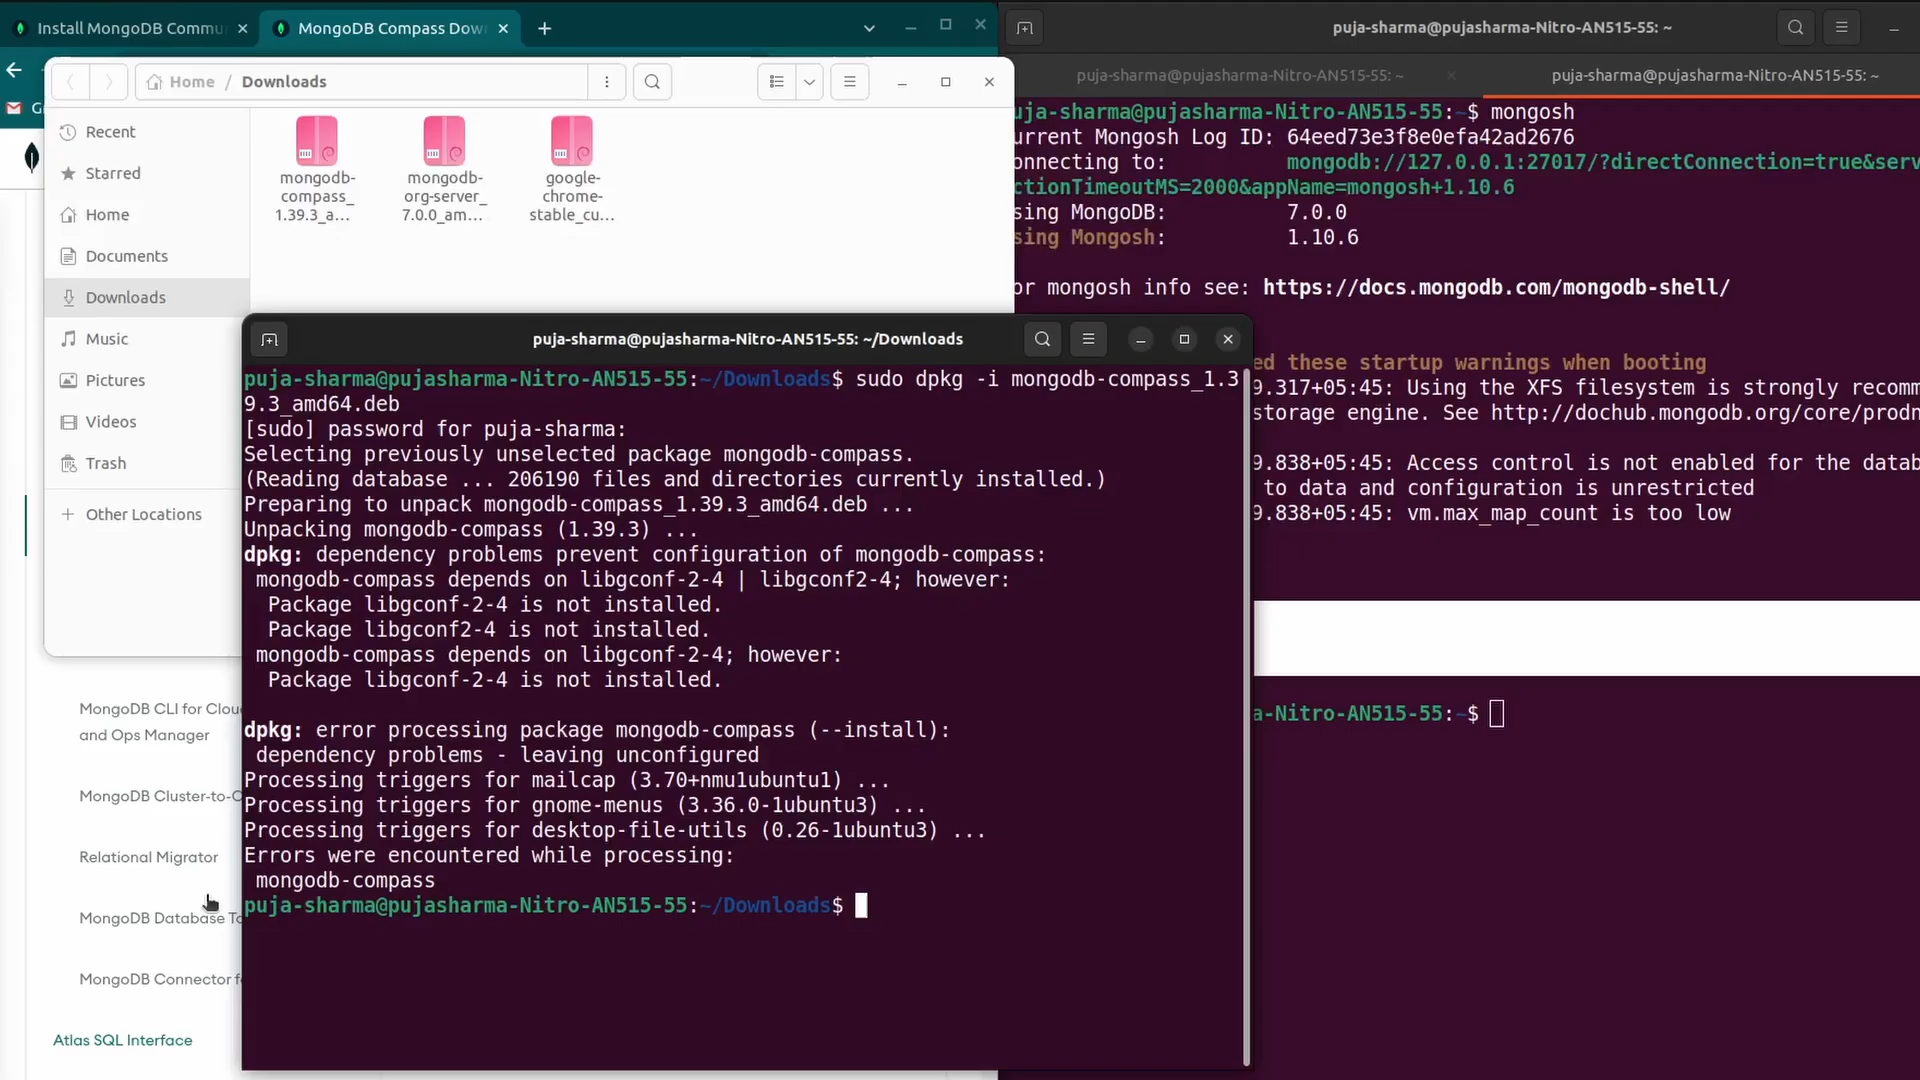 Install MongoDB Commu
MongoDB Compass Dow
Home / Downloads
Recent
Starred
Home
Documents
Downloads
Music
Pictures
Videos
Trash
Other Locations
mongodb-
compass_
1.39.3_a...
mongodb-
org-server_
7.0.0_am...
google-
chrome-
stable_cu...
MongoDB CLI for Clou
and Ops Manager
MongoDB Cluster-to-C
Relational Migrator
MongoDB Database To
MongoDB Connector f
Atlas SQL Interface
puja-sharma@pujasharma-Nitro-AN515-55: ~/Downloads
puja-sharma@pujasharma-Nitro-AN515-55:~/Downloads$ sudo dpkg -i mongodb-compass_1.3
9.3_amd64.deb
[sudo] password for puja-sharma:
Selecting previously unselected package mongodb-compass.
(Reading database ... 206190 files and directories currently installed.)
Preparing to unpack mongodb-compass_1.39.3_amd64.deb ...
Unpacking mongodb-compass (1.39.3) ...
dpkg: dependency problems prevent configuration of mongodb-compass:
mongodb-compass depends on libgconf-2-4 | libgconf2-4; however:
Package libgconf-2-4 is not installed.
Package libgconf2-4 is not installed.
mongodb-compass depends on libgconf-2-4; however:
Package libgconf-2-4 is not installed.
dpkg: error processing package mongodb-compass (--install):
dependency problems - leaving unconfigured
Processing triggers for mailcap (3.70+nmu1ubuntu1) ...
Processing triggers for gnome-menus (3.36.0-1ubuntu3) ...
Processing triggers for desktop-file-utils (0.26-1ubuntu3) ...
Errors were encountered while processing:
mongodb-compass
puja-sharma@pujasharma-Nitro-AN515-55:~/Downloads$
puja-sharma@pujasharma-Nitro-AN515-55: ~
puja-sharma@pujasharma-Nitro-AN515-55: ~
puja-sharma@pujasharma-Nitro-AN515-55: ~
uja-sharma@pujasharma-Nitro-AN515-55:~$ mongosh
urrent Mongosh Log ID: 64eed73e3f8e0efa42ad2676
onnecting to: mongodb://127.0.0.1:27017/?directConnection=true&serv
ctionTimeoutMS=2000&appName=mongosh+1.10.6
sing MongoDB: 7.0.0
sing Mongosh: 1.10.6
or mongosh info see: https://docs.mongodb.com/mongodb-shell/
ed these startup warnings when booting
9.317+05:45: Using the XFS filesystem is strongly recomm
storage engine. See http://dochub.mongodb.org/core/prodn
9.838+05:45: Access control is not enabled for the datab
to data and configuration is unrestricted
9.838+05:45: vm.max_map_count is too low
a-Nitro-AN515-55:~$